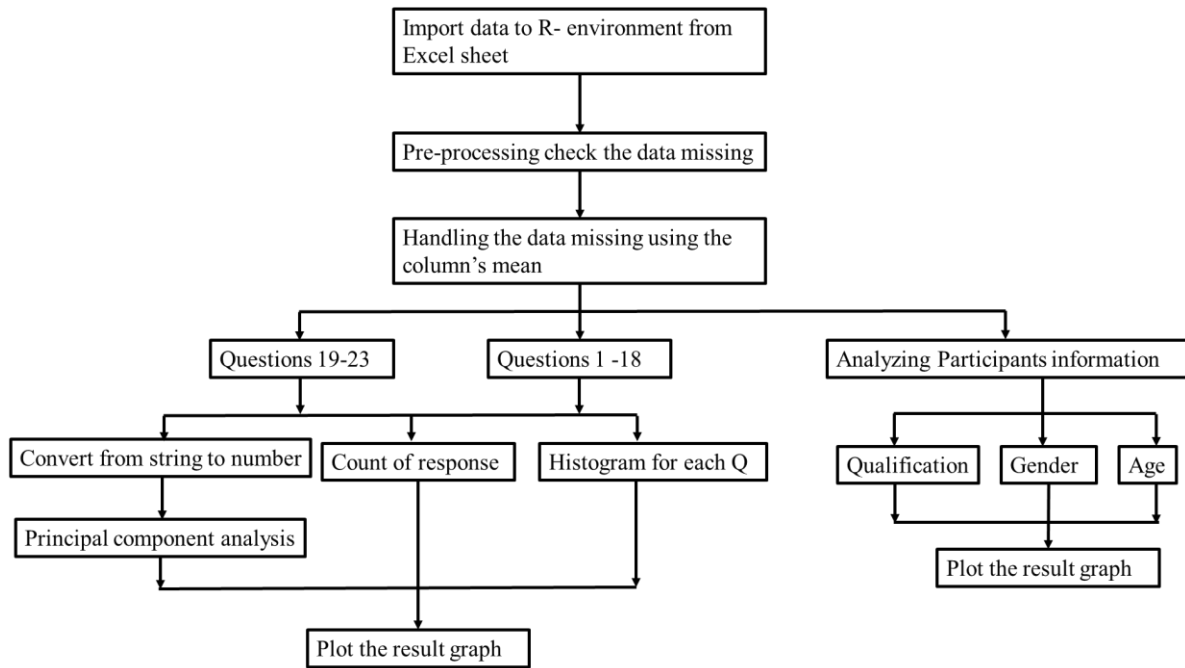 Import data to R- environment from
Excel sheet
Pre-processing check the data missing
Handling the data missing using the
column’s mean
Questions 19-23
Questions 1 -18
Analyzing Participants information
Convert from string to number
Count of response
Histogram for each Q
Qualification
Gender
Age
Principal component analysis
Plot the result graph
Plot the result graph